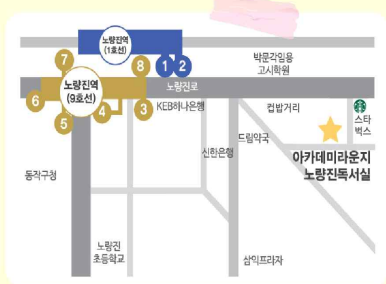 노량진역
(1호선)
박문각임용
고시학원
7
8
1
2
노량진역
(9호선)
노량진로
6
5
4
3
KEB하나은행
컵밥거리
스타
벅스
드림약국
신한은행
아카데미라운지
노량진독서실
동작구청
노량진
초등학교
삼익프라자